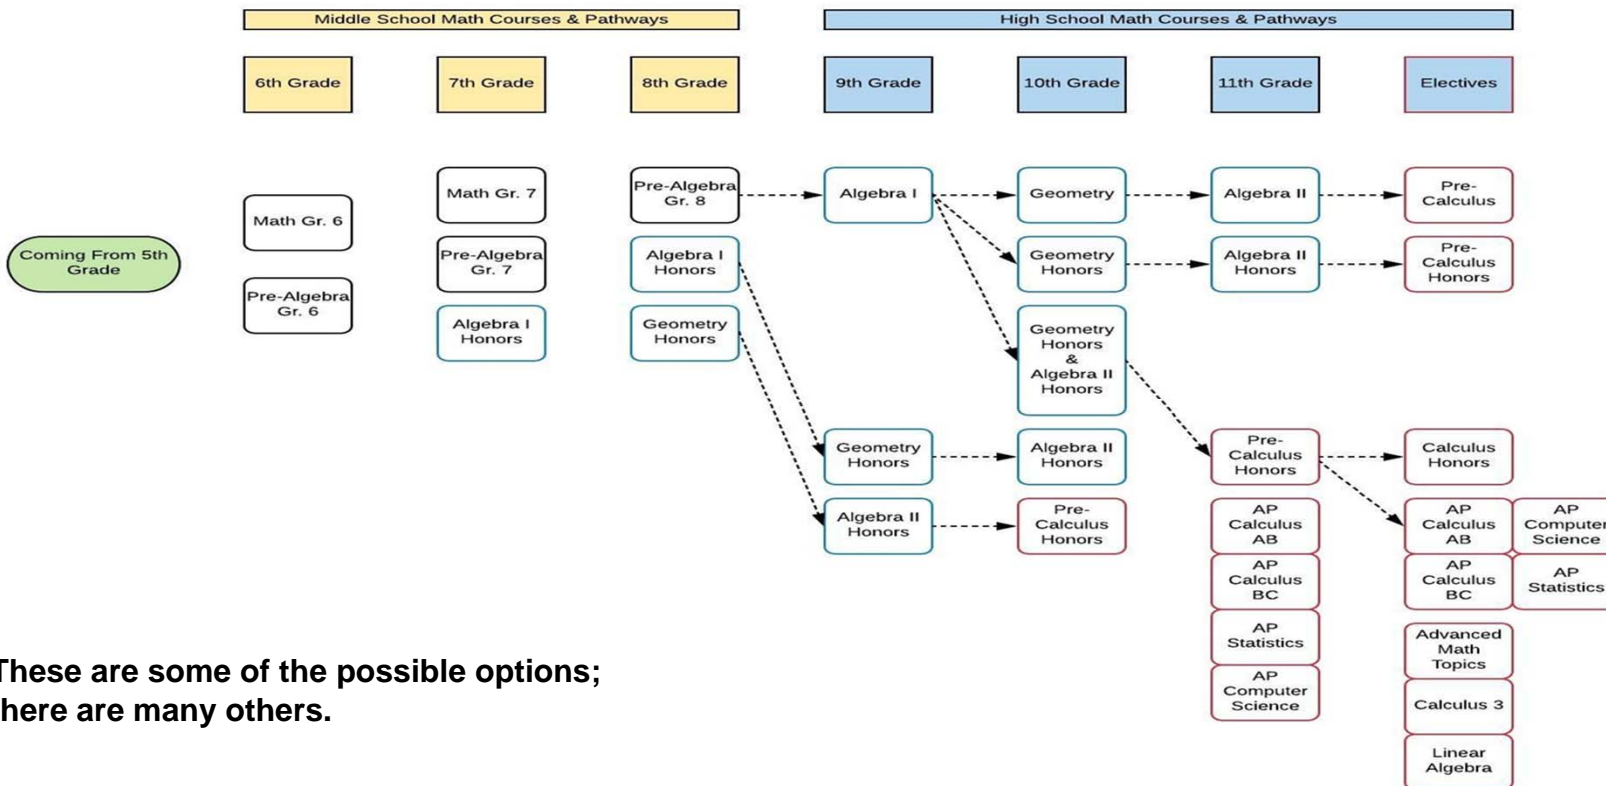 Middle School Math Courses & Pathways
High School Math Courses & Pathways
6th Grade
7th Grade
8th Grade
9th Grade
10th Grade
11th Grade
Electives
Coming From 5th
Grade
Math Gr. 6
Pre-Algebra
Gr. 6
Math Gr. 7
Pre-Algebra
Gr. 7
Algebra I
Honors
Pre-Algebra
Gr. 8
Algebra I
Honors
Geometry
Honors
Algebra I
Geometry
Honors
Algebra II
Honors
Geometry
Geometry
Honors
Geometry
Honors
&
Algebra II
Honors
Algebra II
Honors
Pre-
Calculus
Honors
Algebra II
Algebra II
Honors
Pre-
Calculus
Honors
AP
Calculus
AB
AP
Calculus
BC
AP
Statistics
AP
Computer
Science
Pre-
Calculus
Pre-
Calculus
Honors
Calculus
Honors
AP
Calculus
AB
AP
Calculus
BC
Advanced
Math
Topics
Calculus 3
Linear
Algebra
AP
Computer
Science
AP
Statistics
These are some of the possible options;
there are many others.